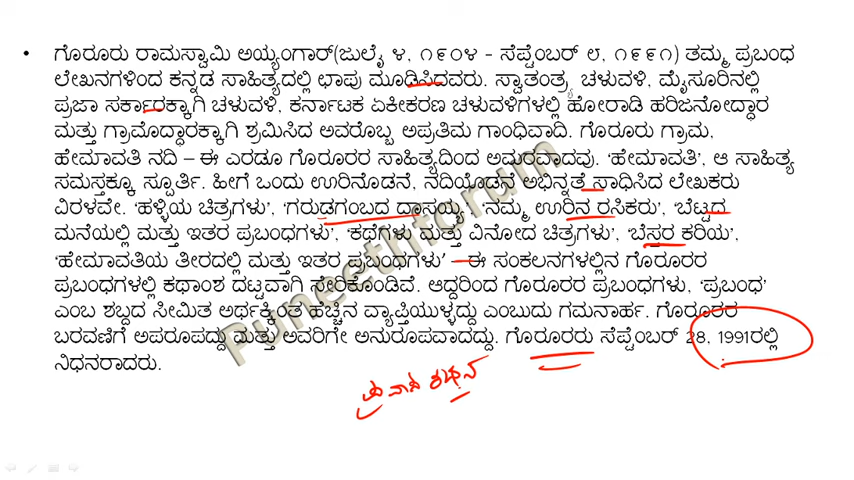 • ಗೊರೂರು ರಾಮಸ್ವಾಮಿ ಅಯ್ಯಂಗಾರ್(ಜುಲೈ ೪, ೧೯೦೪ - ಸೆಪ್ಟೆಂಬರ್ ೮, ೧೯೯೧) ತಮ್ಮ ಪ್ರಬಂಧ
ಲೇಖನಗಳಿಂದ ಕನ್ನಡ ಸಾಹಿತ್ಯದಲ್ಲಿ ಛಾಪು ಮೂಡಿಸಿದವರು. ಸ್ವಾತಂತ್ರ್ಯ ಚಳುವಳಿ, ಮೈಸೂರಿನಲ್ಲಿ
ಪ್ರಜಾ ಸರ್ಕಾರಕ್ಕಾಗಿ ಚಳುವಳಿ, ಕರ್ನಾಟಕ ಏಕೀಕರಣ ಚಳುವಳಿಗಳಲ್ಲಿ ಹೋರಾಡಿ ಹರಿಜನೋದ್ಧಾರ
ಮತ್ತು ಗ್ರಾಮೊದ್ಧಾರಕ್ಕಾಗಿ ಶ್ರಮಿಸಿದ ಅವರೊಬ್ಬ ಅಪ್ರತಿಮ ಗಾಂಧಿವಾದಿ. ಗೊರೂರು ಗ್ರಾಮ,
ಹೇಮಾವತಿ ನದಿ – ಈ ಎರಡೂ ಗೊರೂರರ ಸಾಹಿತ್ಯದಿಂದ ಅಮರವಾದವು. 'ಹೇಮಾವತಿ', ಆ ಸಾಹಿತ್ಯ
ಸಮಸ್ತಕ್ಕೂ ಸ್ಫೂರ್ತಿ. ಹೀಗೆ ಒಂದು ಊರಿನೊಡನೆ, ನದಿಯೊಡನೆ ಅಭಿನ್ನತೆ ಸಾಧಿಸಿದ ಲೇಖಕರು
ವಿರಳವೇ. 'ಹಳ್ಳಿಯ ಚಿತ್ರಗಳು', 'ಗರುಡಗಂಬದ ದಾಸಯ್ಯ', 'ನಮ್ಮ ಊರಿನ ರಸಿಕರು', 'ಬೆಟ್ಟದ
ಮನೆಯಲ್ಲಿ ಮತ್ತು ಇತರ ಪ್ರಬಂಧಗಳು', 'ಕಥೆಗಳು ಮತ್ತು ವಿನೋದ ಚಿತ್ರಗಳು', 'ಬೆಸ್ತರ ಕರಿಯ',
'ಹೇಮಾವತಿಯ ತೀರದಲ್ಲಿ ಮತ್ತು ಇತರ ಪ್ರಬಂಧಗಳು' – ಈ ಸಂಕಲನಗಳಲ್ಲಿನ ಗೊರೂರರ
ಪ್ರಬಂಧಗಳಲ್ಲಿ ಕಥಾಂಶ ದಟ್ಟವಾಗಿ ಸೇರಿಕೊಂಡಿವೆ. ಆದ್ದರಿಂದ ಗೊರೂರರ ಪ್ರಬಂಧಗಳು, 'ಪ್ರಬಂಧ'
ಎಂಬ ಶಬ್ದದ ಸೀಮಿತ ಅರ್ಥಕ್ಕಿಂತ ಹೆಚ್ಚಿನ ವ್ಯಾಪ್ತಿಯುಳ್ಳದ್ದು ಎಂಬುದು ಗಮನಾರ್ಹ. ಗೊರೂರರ
ಬರವಣಿಗೆ ಅಪರೂಪದ್ದು ಮತ್ತು ಅವರಿಗೇ ಅನುರೂಪವಾದದ್ದು. ಗೊರೂರರು ಸೆಪ್ಟೆಂಬರ್ 28, 1991ರಲ್ಲಿ
ನಿಧನರಾದರು.
Puneethforum